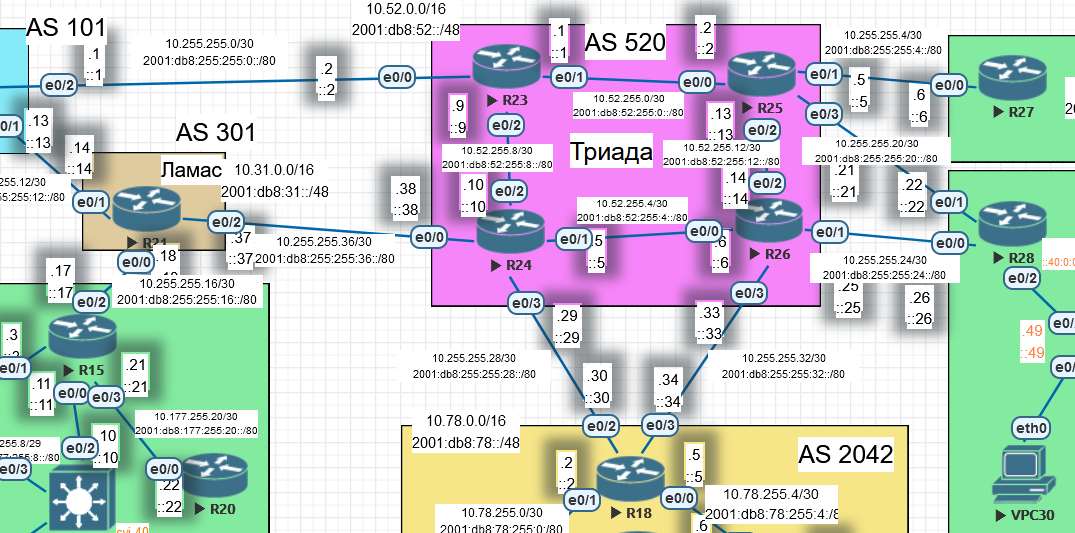 10.52.0.0/16
2001:db8:52::/48
AS 101
.1
::1
10.255.255.0/30
2001:db8:255:255:0::/80
.2
::2
e0/2
e0/0
R23
.1
::1
AS 520
.2
::2
e0/1
10.52.255.0/30
2001:db8:52:255:0::/80
e0/0
R25
10.255.255.4/30
2001:db8:255:255:4::/80
e0/1
.5
::5
.6
::6
e0/0
R27
e0/3
.9
::9
e0/2
10.52.255.8/30
2001:db8:52:255:8::/80
Триада
.13
::13
e0/2
10.52.255.12/30
2001:db8:52:255:12::/80
10.255.255.20/30
2001:db8:255:255:20::/80
.21
::21
.22
::22
e0/1
0/1
.13
::13
AS 301
.14
::14
Ламас
10.31.0.0/16
2001:db8:31::/48
255.12/30
5:255:12::/80
e0/1
R21
e0/2
.37
::37
10.255.255.36/30
2001:db8:255:255:36::/80
.38
::38
e0/0
.10
::10
e0/2
R24
e0/1
.5
::5
10.52.255.4/30
2001:db8:52:255:4::/80
e0/0
.6
::6
.14
::14
e0/2
R26
e0/1
10.255.255.24/30
2001:db8:255:255:24::/80
.25
::25
.26
::26
e0/0
R28
::40:0:0
e0/2
e0/0
.18
.17
::17
10.255.255.16/30
2001:db8:255:255:16::/80
e0/2
R15
.3
e0/1
.11
::11
e0/0
e0/3
.21
::21
10.177.255.20/30
2001:db8:177:255:20::/80
255.8/29
e0/3
10
::10
e0/2
e0/0
.22
::22
R20
svi 40
e0/3
.29
::29
e0/3
.33
::33
10.255.255.28/30
2001:db8:255:255:28::/80
10.255.255.32/30
2001:db8:255:255:32::/80
.30
::30
.34
::34
e0/2
e0/3
10.78.0.0/16
2001:db8:78::/48
AS 2042
.2
::2
e0/1
R18
.5
::5
e0/0
10.78.255.0/30
2001:db8:78:255:0:/80
10.78.255.4/30
2001:db8:78:255:4:/8
.6
.49
::49
e0/
e0/
eth0
VPC30